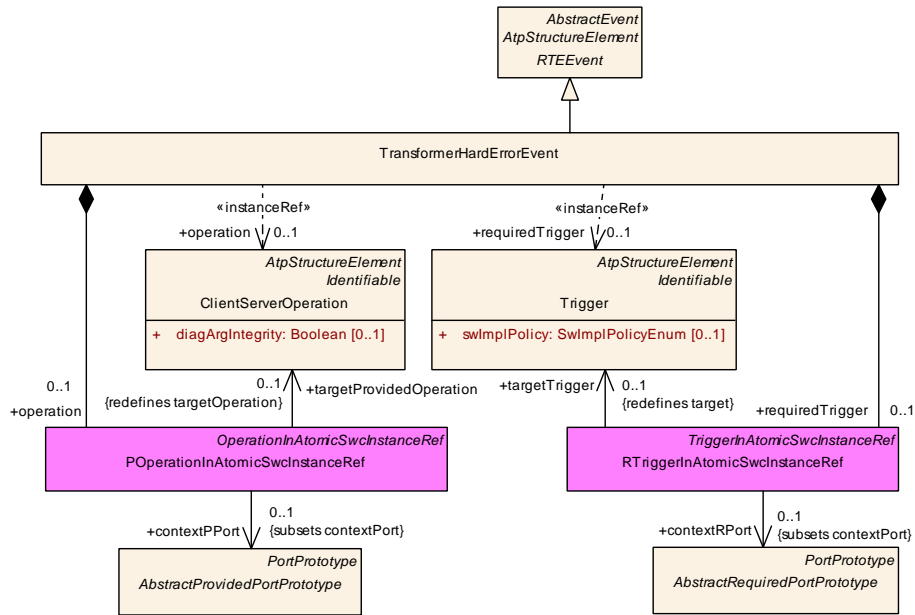 AbstractEvent
AtpStructureElement
RTEEvent
TransformerHardErrorEvent
«instanceRef»
«instanceRef»
+operation
0..1
+requiredTrigger
0..1
AtpStructureElement
Identifiable
ClientServerOperation
+ diagArgIntegrity: Boolean [0..1]
AtpStructureElement
Identifiable
Trigger
+ swImplPolicy: SwImplPolicyEnum [0..1]
0..1
+operation
0..1
{redefines targetOperation}
+targetProvidedOperation
+targetTrigger
0..1
{redefines target}
+requiredTrigger
0..1
OperationInAtomicSwcInstanceRef
POperationInAtomicSwcInstanceRef
TriggerInAtomicSwcInstanceRef
RTriggerInAtomicSwcInstanceRef
+contextPPort
0..1
{subsets contextPort}
+contextRPort
0..1
{subsets contextPort}
PortPrototype
AbstractProvidedPortPrototype
PortPrototype
AbstractRequiredPortPrototype